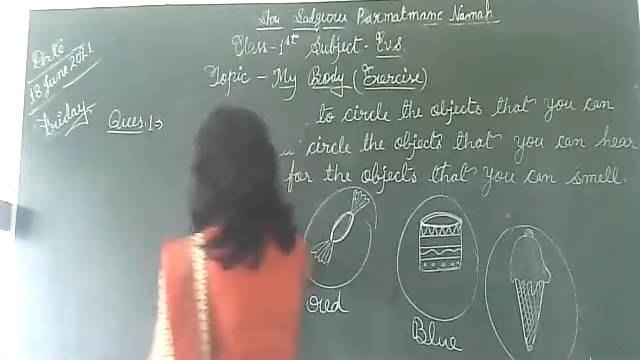 Shri Sadguru Parmatmane Namah
Class-1st Subject-Evs.
Date
18 June 2021
Topic - My Body (Exercise)
Friday.
Ques. 1→
to circle the objects that you can
circle the objects that you can hear
for the objects that you can smell.
red
Blue